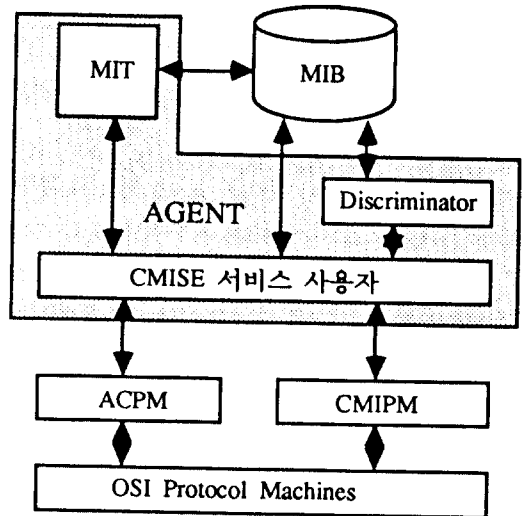 MIT
MIB
AGENT
Discriminator
CMISE 서비스 사용자
ACPM
CMIPM
OSI Protocol Machines